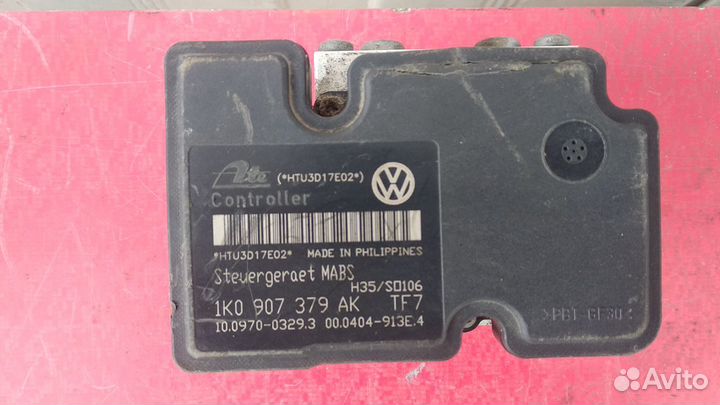 Ate (*HTU3D17E02*)
Controller
*HTU3D17E02* MADE IN PHILIPPINES
Steuergeraet MABS
H35/S0106
1K0 907 379 AK TF7
10.0970-0329.3 00.0404-913E.4
>PBT-GF30<
Avito